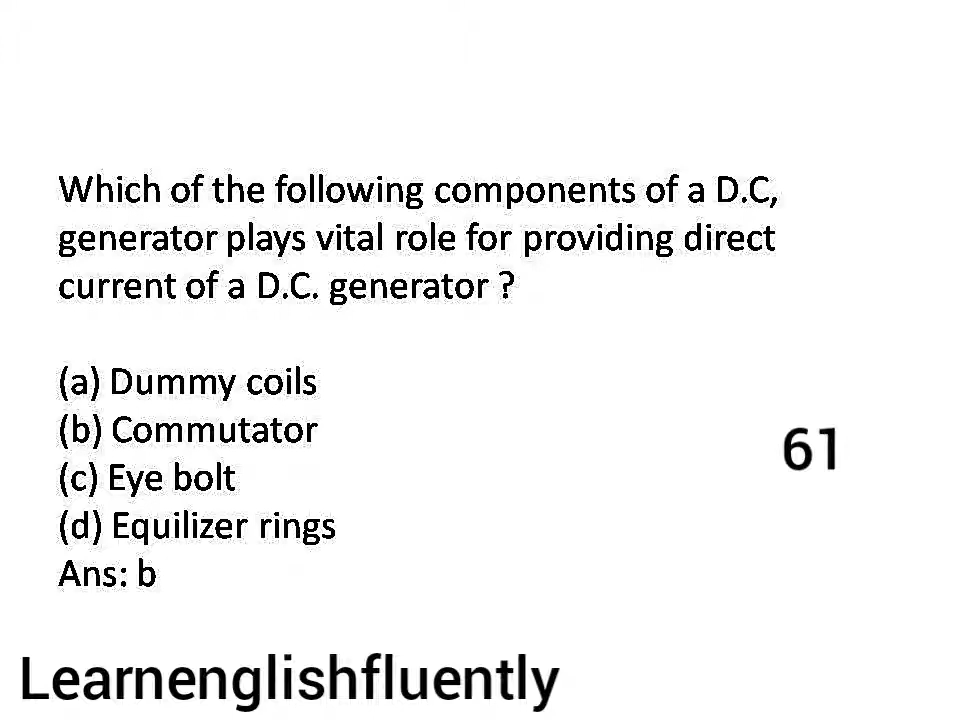 Which of the following components of a D.C,
generator plays vital role for providing direct
current of a D.C. generator ?
(a) Dummy coils
(b) Commutator
(c) Eye bolt
(d) Equilizer rings
Ans: b
61
Learnenglishfluently